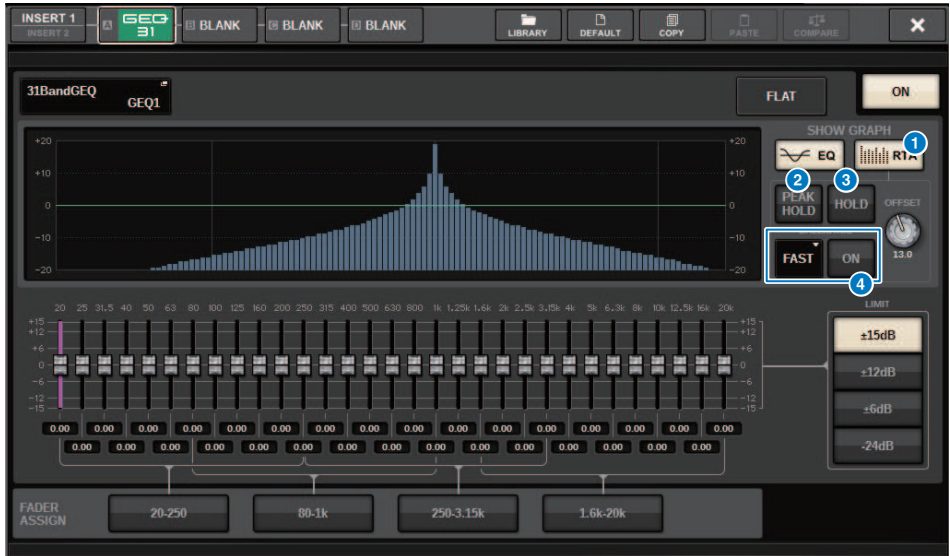 INSERT 1
INSERT 2
A
GEQ
31
B BLANK
C BLANK
D BLANK
LIBRARY
DEFAULT
COPY
PASTE
COMPARE
31BandGEQ
GEQ1
FLAT
ON
SHOW GRAPH
1
EQ
RTA
2
3
PEAK
HOLD
HOLD
OFFSET
13.0
FAST
ON
4
+20
+10
0
-10
-20
+20
+10
0
-10
-20
20 25 31.5 40 50 63 80 100 125 160 200 250 315 400 500 630 800 1k 1.25k 1.6k 2k 2.5k 3.15k 4k 5k 6.3k 8k 10k 12.5k 16k 20k
+15
+12
+6
0
-6
-12
-15
+15
+12
+6
0
-6
-12
-15
0.00 0.00 0.00 0.00 0.00 0.00 0.00 0.00 0.00 0.00 0.00 0.00 0.00 0.00 0.00 0.00
0.00 0.00 0.00 0.00 0.00 0.00 0.00 0.00 0.00 0.00 0.00 0.00 0.00 0.00 0.00
LIMIT
±15dB
±12dB
±6dB
-24dB
FADER
ASSIGN
20-250
80-1k
250-3.15k
1.6k-20k